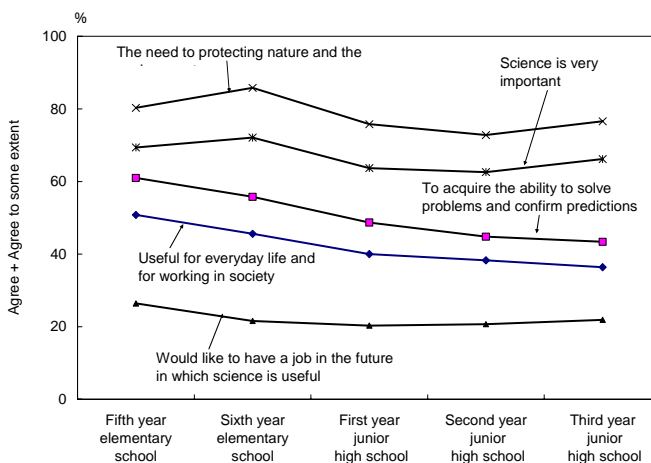 %
100
80
60
40
20
0
Agree + Agree to some extent
The need to protecting nature and the
Science is very
important
To acquire the ability to solve
problems and confirm predictions
Useful for everyday life and
for working in society
Would like to have a job in the future
in which science is useful
Fifth year
elementary
school
Sixth year
elementary
school
First year
junior
high school
Second year
junior
high school
Third year
junior
high school